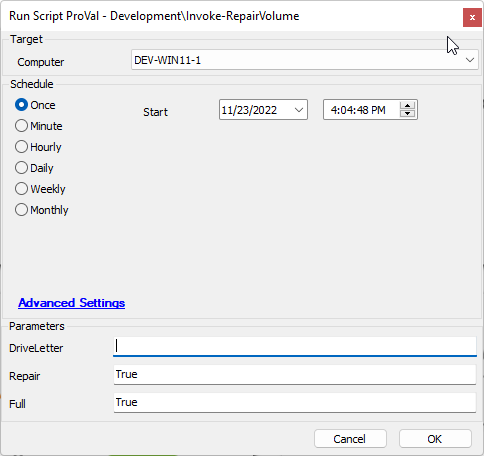 Run Script ProVal - Development\Invoke-RepairVolume
x
Target
Computer DEV-WIN11-1
Schedule
Once Start 11/23/2022 4:04:48 PM
Minute
Hourly
Daily
Weekly
Monthly
Advanced Settings
Parameters
DriveLetter
Repair True
Full True
Cancel OK